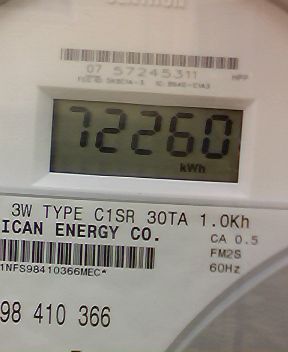 07 57245311 HPP
72260
kWh
3W TYPE C1SR 30TA 1.0Kh
ICAN ENERGY CO. CA 0.5
FM2S
1NFS98410366MEC* 60Hz
98 410 366